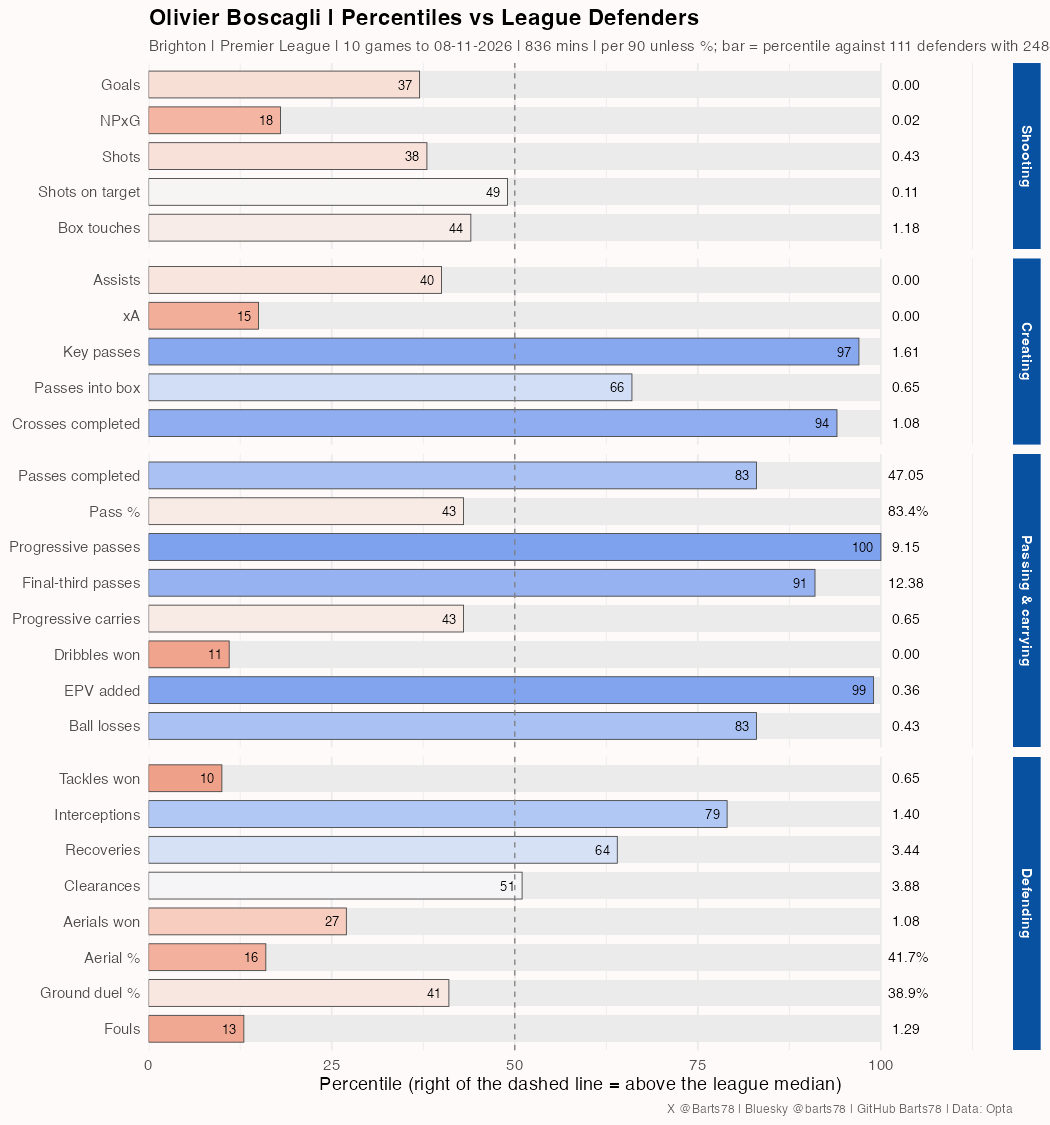 Olivier Boscagli | Percentiles vs League Defenders
Brighton | Premier League | 10 games to 08-11-2026 | 836 mins | per 90 unless %; bar = percentile against 111 defenders with 248
Goals 37 0.00
NPxG 18 0.02
Shots 38 0.43
Shots on target 49 0.11
Box touches 44 1.18
Shooting
Assists 40 0.00
xA 15 0.00
Key passes 97 1.61
Passes into box 66 0.65
Crosses completed 94 1.08
Creating
Passes completed 83 47.05
Pass % 43 83.4%
Progressive passes 100 9.15
Final-third passes 91 12.38
Progressive carries 43 0.65
Dribbles won 11 0.00
EPV added 99 0.36
Ball losses 83 0.43
Passing & carrying
Tackles won 10 0.65
Interceptions 79 1.40
Recoveries 64 3.44
Clearances 51 3.88
Aerials won 27 1.08
Aerial % 16 41.7%
Ground duel % 41 38.9%
Fouls 13 1.29
Defending
0 25 50 75 100
Percentile (right of the dashed line = above the league median)
X @Barts78 | Bluesky @barts78 | GitHub Barts78 | Data: Opta